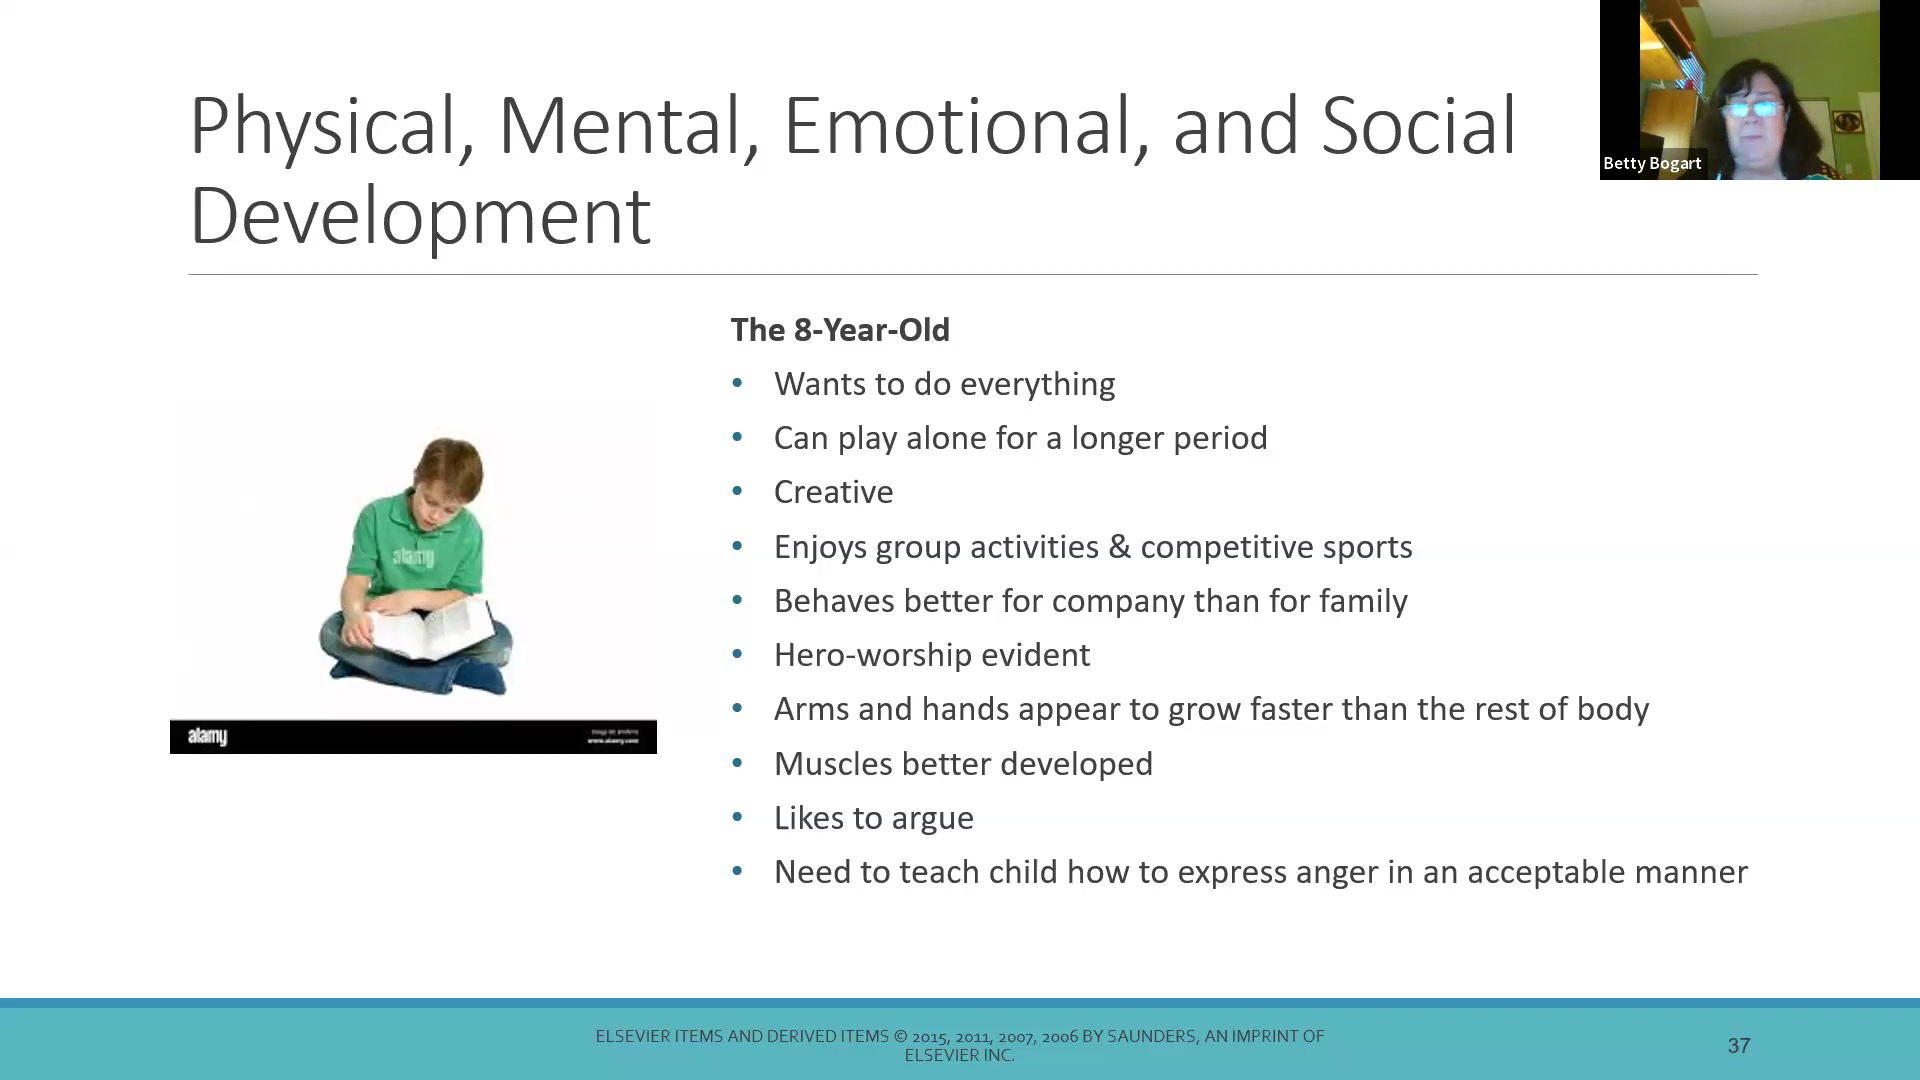 Physical, Mental, Emotional, and Social
Development
Betty Bogart
The 8-Year-Old
• Wants to do everything
• Can play alone for a longer period
• Creative
• Enjoys group activities & competitive sports
• Behaves better for company than for family
• Hero-worship evident
• Arms and hands appear to grow faster than the rest of body
• Muscles better developed
• Likes to argue
• Need to teach child how to express anger in an acceptable manner
alamy
alamy
www.alamy.com
ELSEVIER ITEMS AND DERIVED ITEMS © 2015, 2011, 2007, 2006 BY SAUNDERS, AN IMPRINT OF
ELSEVIER INC.
37